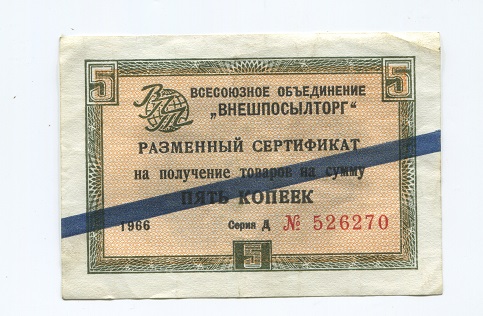 5 5
ВПТ
ВСЕСОЮЗНОЕ ОБЪЕДИНЕНИЕ
„ВНЕШПОСЫЛТОРГ“
РАЗМЕННЫЙ СЕРТИФИКАТ
на получение товаров на сумму
ПЯТЬ КОПЕЕК
1966 Серия Д № 526270
5